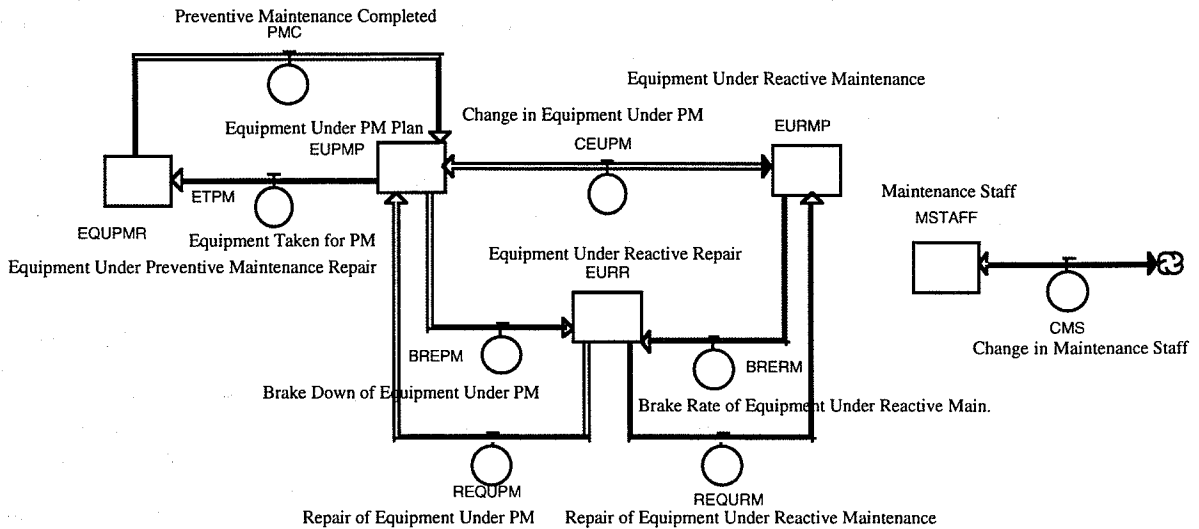 Preventive Maintenance Completed
PMC
Equipment Under Reactive Maintenance
Change in Equipment Under PM
Equipment Under PM Plan
EUPMP
CEUPM
EURMP
ETPM
Maintenance Staff
MSTAFF
EQUPMR
Equipment Taken for PM
Equipment Under Preventive Maintenance Repair
Equipment Under Reactive Repair
EURR
CMS
Change in Maintenance Staff
BREPM
BRERM
Brake Down of Equipment Under PM
Brake Rate of Equipment Under Reactive Main.
REQUPM
REQURM
Repair of Equipment Under PM
Repair of Equipment Under Reactive Maintenance